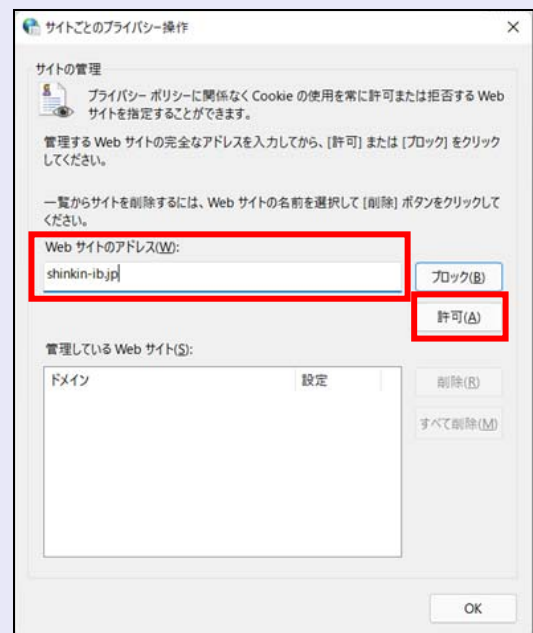 サイトごとのプライバシー操作
サイトの管理
プライバシー ポリシーに関係なく Cookie の使用を常に許可または拒否する Web
サイトを指定することができます。
管理する Web サイトの完全なアドレスを入力してから、[許可] または [ブロック] をクリック
してください。
一覧からサイトを削除するには、Web サイトの名前を選択して [削除] ボタンをクリックして
ください。
Web サイトのアドレス(W):
shinkin-ib.jp
ブロック(B)
許可(A)
管理している Web サイト(S):
ドメイン 設定
削除(R)
すべて削除(M)
OK